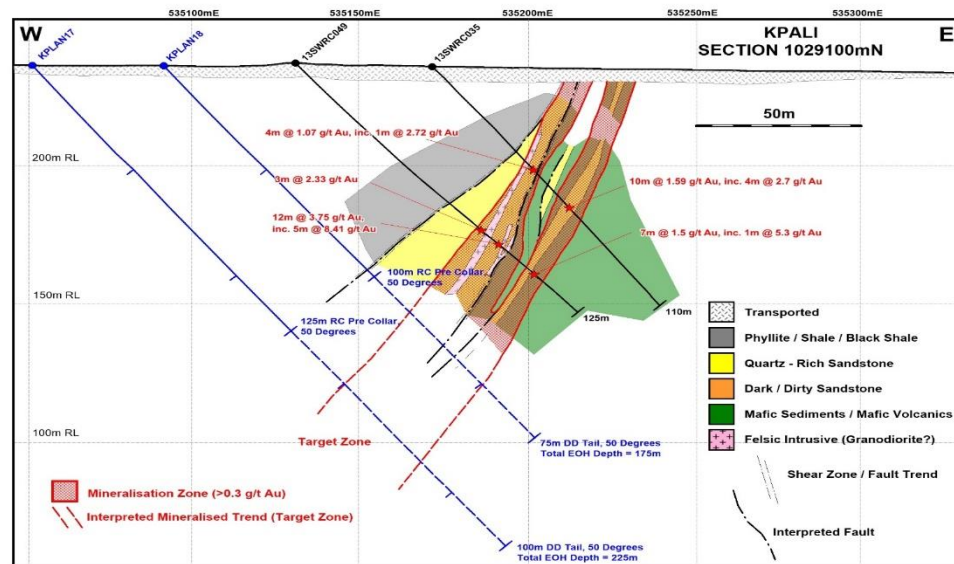 535100mE
535150mE
535200mE
535250mE
535300mE
W
E
KPLAN17
KPLAN18
13SWRC049
13SWRC035
KPALI
SECTION 1029100mN
50m
4m @ 1.07 g/t Au, inc. 1m @ 2.72 g/t Au
200m RL
3m @ 2.33 g/t Au
10m @ 1.59 g/t Au, inc. 4m @ 2.7 g/t Au
12m @ 3.75 g/t Au,
inc. 5m @ 8.41 g/t Au
7m @ 1.5 g/t Au, inc. 1m @ 5.3 g/t Au
100m RC Pre Collar,
50 Degrees
150m RL
125m RC Pre Collar,
50 Degrees
125m
110m
Transported
Phyllite / Shale / Black Shale
Quartz - Rich Sandstone
Dark / Dirty Sandstone
Mafic Sediments / Mafic Volcanics
Felsic Intrusive (Granodiorite?)
Shear Zone / Fault Trend
Interpreted Fault
100m RL
Target Zone
75m DD Tail, 50 Degrees
Total EOH Depth = 175m
Mineralisation Zone (>0.3 g/t Au)
Interpreted Mineralised Trend (Target Zone)
100m DD Tail, 50 Degrees
Total EOH Depth = 225m